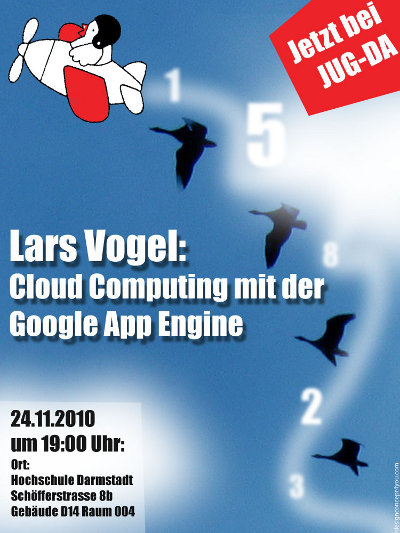 Jetzt bei
JUG-DA
1
5
8
2
3
Lars Vogel:
Cloud Computing mit der
Google App Engine
24.11.2010
um 19:00 Uhr:
Ort:
Hochschule Darmstadt
Schöfferstrasse 8b
Gebäude D14 Raum 004